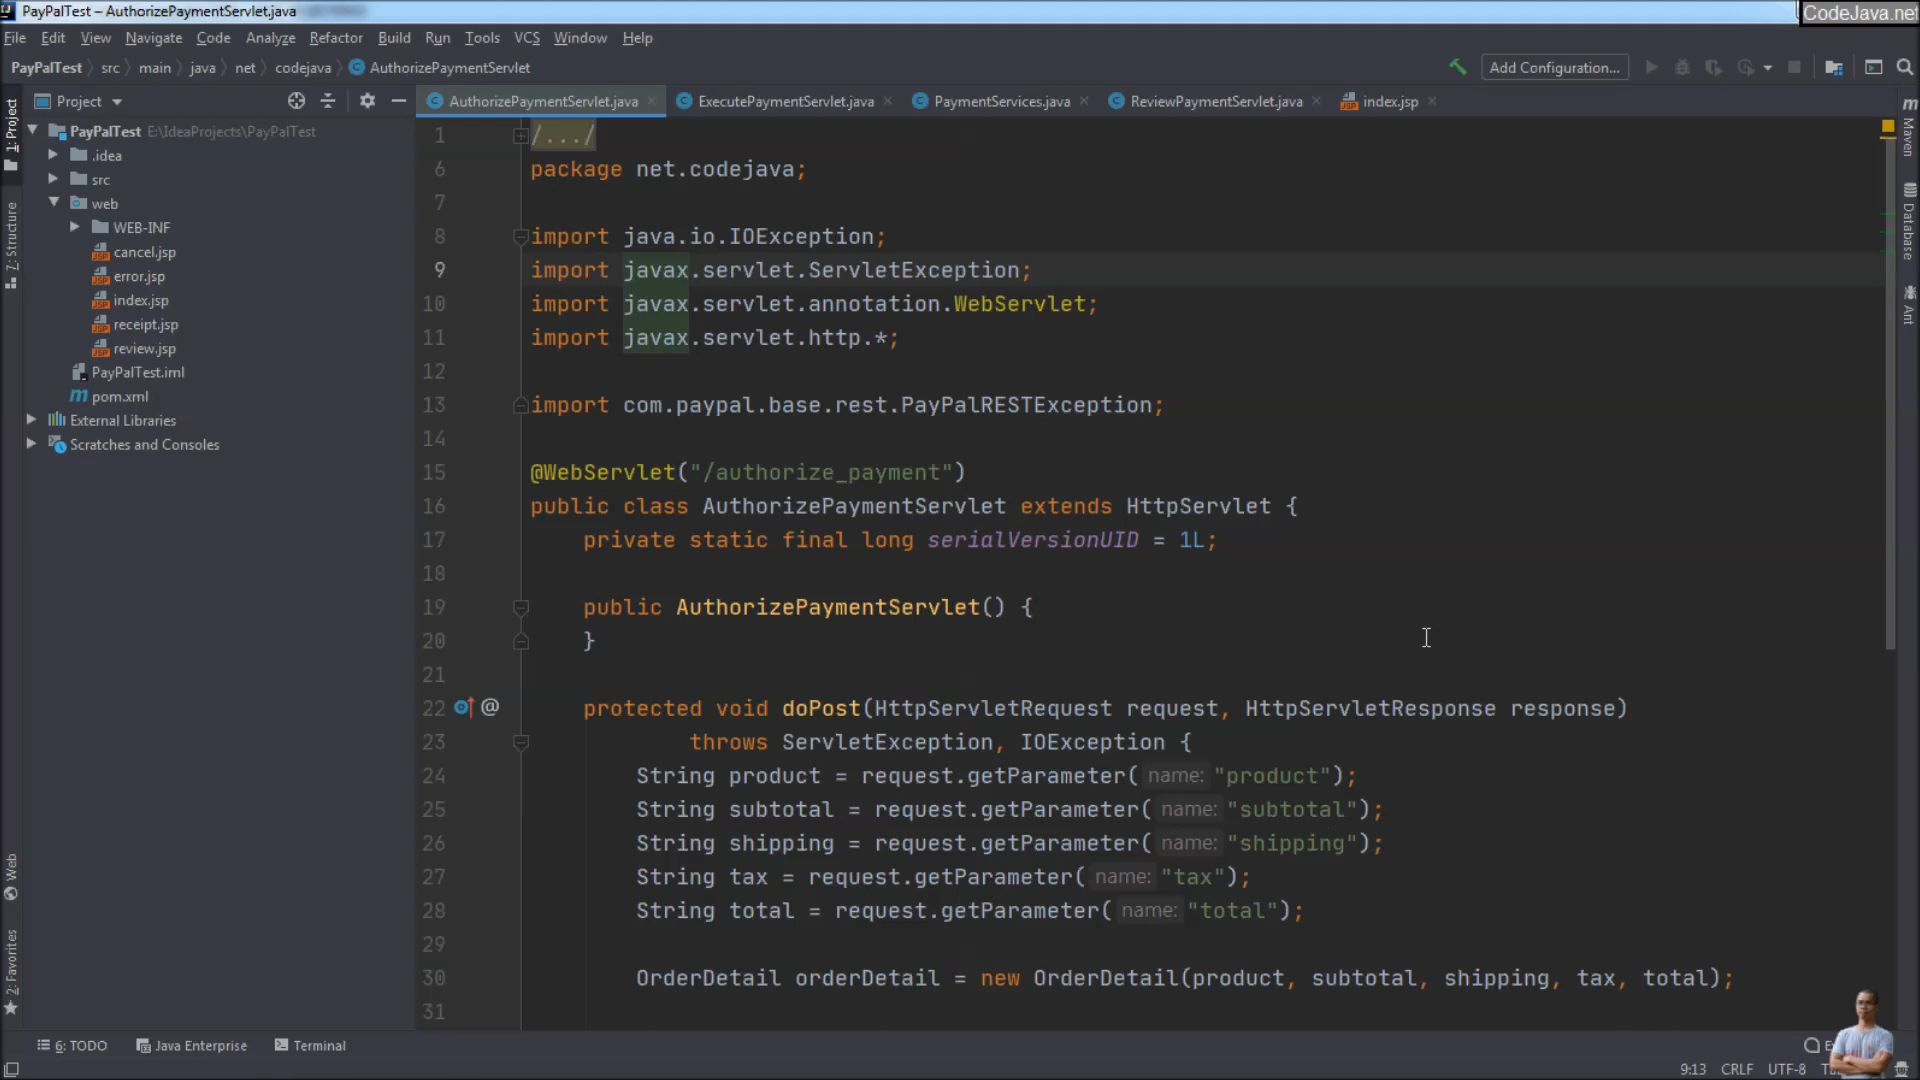 PayPalTest – AuthorizePaymentServlet.java
CodeJava.net
File Edit View Navigate Code Analyze Refactor Build Run Tools VCS Window Help
PayPalTest src main java net codejava AuthorizePaymentServlet
Add Configuration...
Project
AuthorizePaymentServlet.java ExecutePaymentServlet.java PaymentServices.java ReviewPaymentServlet.java index.jsp
1: Project
7: Structure
Web
2: Favorites
PayPalTest E:\IdeaProjects\PayPalTest
.idea
src
web
WEB-INF
cancel.jsp
error.jsp
index.jsp
receipt.jsp
review.jsp
PayPalTest.iml
pom.xml
External Libraries
Scratches and Consoles
1 /.../
6 package net.codejava;
7
8 import java.io.IOException;
9 import javax.servlet.ServletException;
10 import javax.servlet.annotation.WebServlet;
11 import javax.servlet.http.*;
12
13 import com.paypal.base.rest.PayPalRESTException;
14
15 @WebServlet("/authorize_payment")
16 public class AuthorizePaymentServlet extends HttpServlet {
17 private static final long serialVersionUID = 1L;
18
19 public AuthorizePaymentServlet() {
20 }
21
22 @ protected void doPost(HttpServletRequest request, HttpServletResponse response)
23 throws ServletException, IOException {
24 String product = request.getParameter( name: "product");
25 String subtotal = request.getParameter( name: "subtotal");
26 String shipping = request.getParameter( name: "shipping");
27 String tax = request.getParameter( name: "tax");
28 String total = request.getParameter( name: "total");
29
30 OrderDetail orderDetail = new OrderDetail(product, subtotal, shipping, tax, total);
31
Maven
Database
Ant
6: TODO Java Enterprise Terminal
9:13 CRLF UTF-8